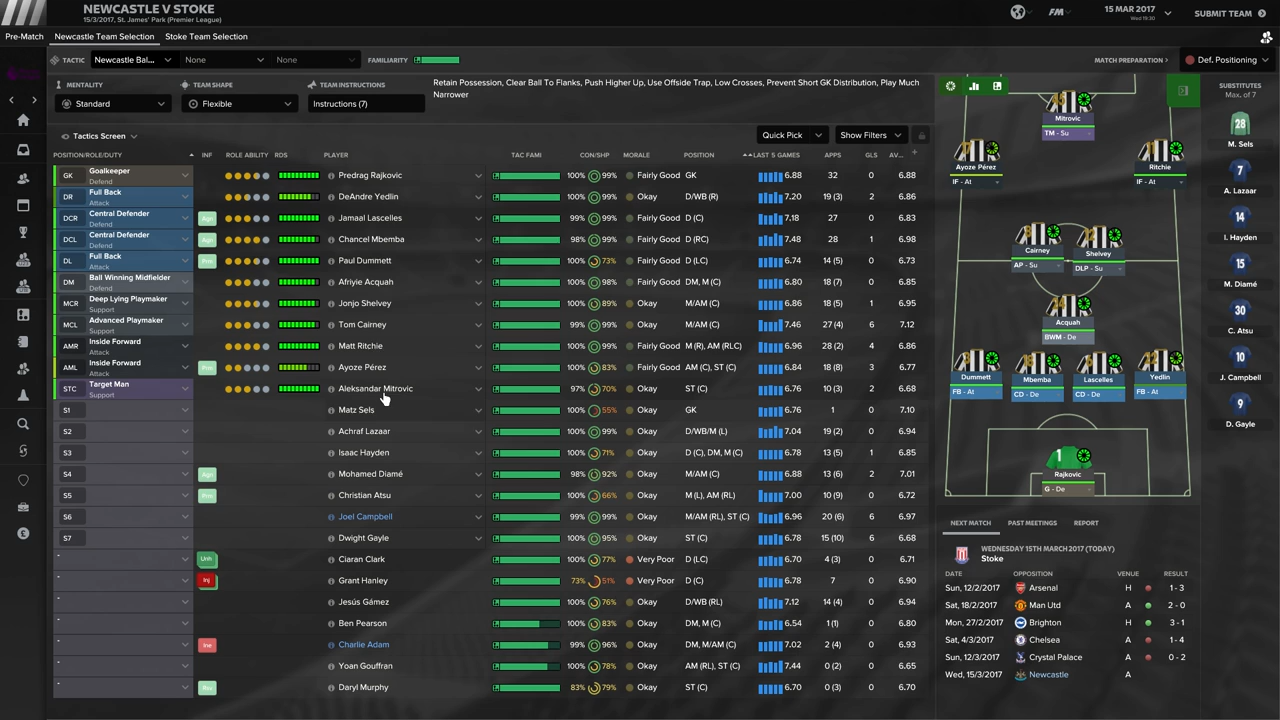 NEWCASTLE V STOKE
15/3/2017, St. James' Park (Premier League)
FM
15 MAR 2017
Wed 19:30
SUBMIT TEAM
Pre-Match Newcastle Team Selection Stoke Team Selection
TACTIC Newcastle Bal... None None FAMILIARITY MATCH PREPARATION > Def. Positioning
MENTALITY TEAM SHAPE TEAM INSTRUCTIONS
Standard Flexible Instructions (7)
Retain Possession, Clear Ball To Flanks, Push Higher Up, Use Offside Trap, Low Crosses, Prevent Short GK Distribution, Play Much
Narrower
Tactics Screen Quick Pick Show Filters
POSITION/ROLE/DUTY INF ROLE ABILITY RDS PLAYER TAC FAMI CON/SHP MORALE POSITION LAST 5 GAMES APPS GLS AV...
GK Goalkeeper Defend Predrag Rajkovic 100% 99% Fairly Good GK 6.88 32 0 6.88
DR Full Back Attack DeAndre Yedlin 100% 99% Okay D/WB (R) 7.20 19 (3) 2 6.86
DCR Central Defender Defend Agn Jamaal Lascelles 100% 99% Fairly Good D (C) 7.18 27 0 6.83
DCL Central Defender Defend Agn Chancel Mbemba 98% 99% Fairly Good D (RC) 7.48 28 1 6.98
DL Full Back Attack Prm Paul Dummett 100% 73% Fairly Good D (LC) 6.74 14 (5) 0 6.73
DM Ball Winning Midfielder Defend Afriyie Acquah 100% 98% Fairly Good DM, M (C) 6.80 18 (7) 0 6.85
MCR Deep Lying Playmaker Support Jonjo Shelvey 100% 89% Okay M/AM (C) 6.86 18 (5) 1 6.95
MCL Advanced Playmaker Support Tom Cairney 99% 99% Okay M/AM (C) 7.46 27 (4) 6 7.12
AMR Inside Forward Attack Matt Ritchie 100% 99% Fairly Good M (R), AM (RLC) 6.96 28 (2) 4 6.86
AML Inside Forward Attack Prm Ayoze Pérez 100% 83% Okay AM (C), ST (C) 6.84 18 (8) 3 6.77
STC Target Man Support Aleksandar Mitrovic 97% 70% Okay ST (C) 6.76 10 (3) 2 6.68
S1 Matz Sels 100% 55% Okay GK 6.76 1 0 7.10
S2 Achraf Lazaar 100% 99% Okay D/WB/M (L) 7.04 19 (2) 0 6.94
S3 Isaac Hayden 100% 71% Okay D (C), DM, M (C) 6.78 13 (5) 1 6.85
S4 Agn Mohamed Diamé 98% 92% Okay M/AM (C) 6.88 13 (6) 2 7.01
S5 Prm Christian Atsu 100% 66% Okay M (L), AM (RL) 7.00 10 (9) 0 6.72
S6 Joel Campbell 99% 99% Okay M/AM (RL), ST (C) 6.96 20 (6) 6 6.97
S7 Dwight Gayle 100% 95% Okay ST (C) 6.78 15 (10) 6 6.68
- Unh Ciaran Clark 100% 77% Very Poor D (LC) 6.70 4 (3) 0 6.71
- Inj Grant Hanley 73% 51% Very Poor D (C) 6.78 7 0 6.90
- Jesús Gámez 100% 76% Okay D/WB (RL) 7.12 14 (4) 0 6.94
- Ben Pearson 100% 83% Okay DM, M (C) 6.54 1 (1) 0 6.80
- Ine Charlie Adam 99% 96% Okay DM, M/AM (C) 7.02 2 (4) 0 6.93
- Yoan Gouffran 100% 78% Okay AM (RL), ST (C) 7.44 0 (2) 0 6.65
- Daryl Murphy 83% 79% Okay ST (C) 6.70 0 (3) 0 6.70
Mitrovic
TM - Su
Ayoze Pérez Ritchie
IF - At IF - At
Cairney Shelvey
AP - Su DLP - Su
Acquah
BWM - De
Dummett Mbemba Lascelles Yedlin
FB - At CD - De CD - De FB - At
1
Rajkovic
G - De
SUBSTITUTES
Max. of 7
28
M. Sels
7
A. Lazaar
14
I. Hayden
15
M. Diamé
30
C. Atsu
10
J. Campbell
9
D. Gayle
NEXT MATCH PAST MEETINGS REPORT
WEDNESDAY 15TH MARCH 2017 (TODAY)
Stoke
DATE OPPOSITION VENUE RESULT
Sun, 12/2/2017 Arsenal H 1 - 3
Sat, 18/2/2017 Man Utd A 2 - 0
Mon, 27/2/2017 Brighton H 3 - 1
Sat, 4/3/2017 Chelsea A 1 - 4
Sun, 12/3/2017 Crystal Palace A 0 - 2
Wed, 15/3/2017 Newcastle A